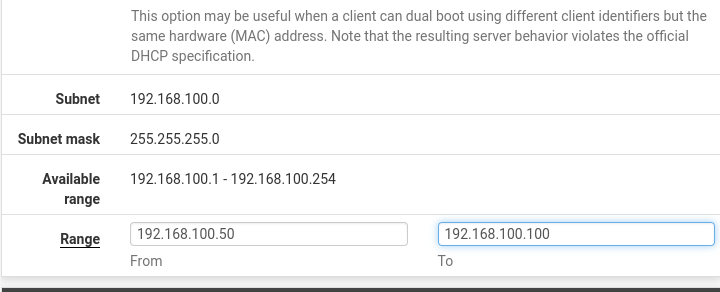 This option may be useful when a client can dual boot using different client identifiers but the
same hardware (MAC) address. Note that the resulting server behavior violates the official
DHCP specification.
Subnet 192.168.100.0
Subnet mask 255.255.255.0
Available 192.168.100.1 - 192.168.100.254
range
Range 192.168.100.50 192.168.100.100
From To